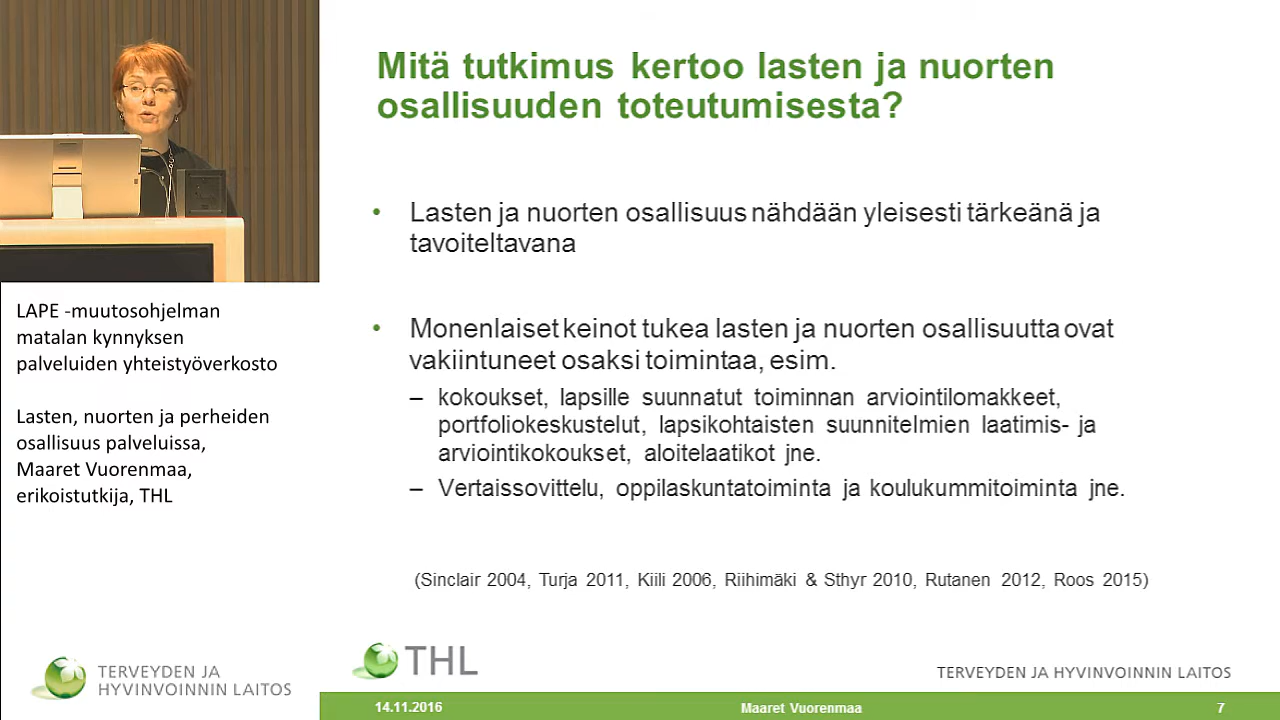 Mitä tutkimus kertoo lasten ja nuorten
osallisuuden toteutumisesta?
• Lasten ja nuorten osallisuus nähdään yleisesti tärkeänä ja
tavoiteltavana
• Monenlaiset keinot tukea lasten ja nuorten osallisuutta ovat
vakiintuneet osaksi toimintaa, esim.
– kokoukset, lapsille suunnatut toiminnan arviointilomakkeet,
portfoliokeskustelut, lapsikohtaisten suunnitelmien laatimis- ja
arviointikokoukset, aloitelaatikot jne.
– Vertaissovittelu, oppilaskuntatoiminta ja koulukummitoiminta jne.
(Sinclair 2004, Turja 2011, Kiili 2006, Riihimäki & Sthyr 2010, Rutanen 2012, Roos 2015)
LAPE -muutosohjelman
matalan kynnyksen
palveluiden yhteistyöverkosto
Lasten, nuorten ja perheiden
osallisuus palveluissa,
Maaret Vuorenmaa,
erikoistutkija, THL
TERVEYDEN JA
HYVINVOINNIN LAITOS
THL
TERVEYDEN JA HYVINVOINNIN LAITOS
14.11.2016
Maaret Vuorenmaa
7